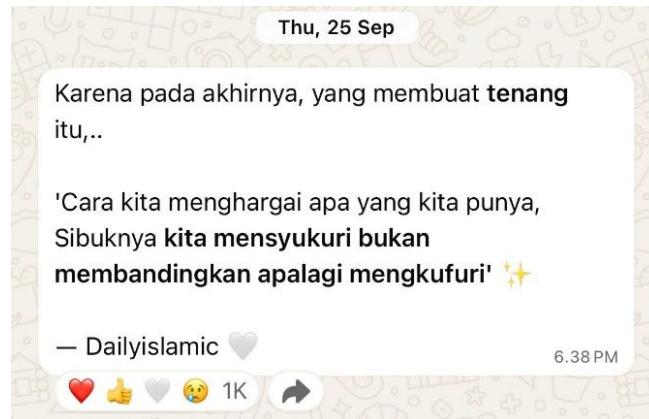 Thu, 25 Sep
Karena pada akhirnya, yang membuat tenang
itu,..
'Cara kita menghargai apa yang kita punya,
Sibuknya kita mensyukuri bukan
membandingkan apalagi mengkufuri' ✨
— Dailyislamic 🤍
6.38 PM
❤️ 👍 🤍 😢 1K